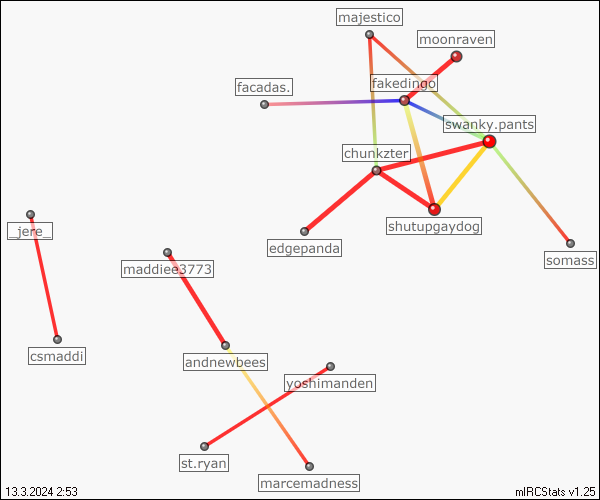 majestico
moonraven
fakedingo
facadas.
swanky.pants
chunkzter
shutupgaydog
edgepanda
somass
_jere_
maddiee3773
csmaddi
andnewbees
yoshimanden
st.ryan
marcemadness
13.3.2024 2:53
mIRCStats v1.25